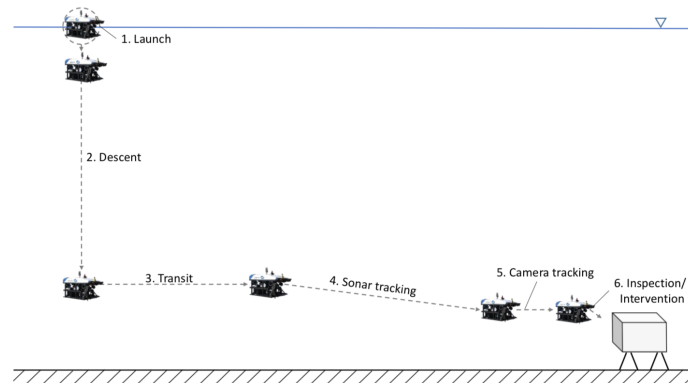 1. Launch
2. Descent
3. Transit
4. Sonar tracking
5. Camera tracking
6. Inspection/
Intervention